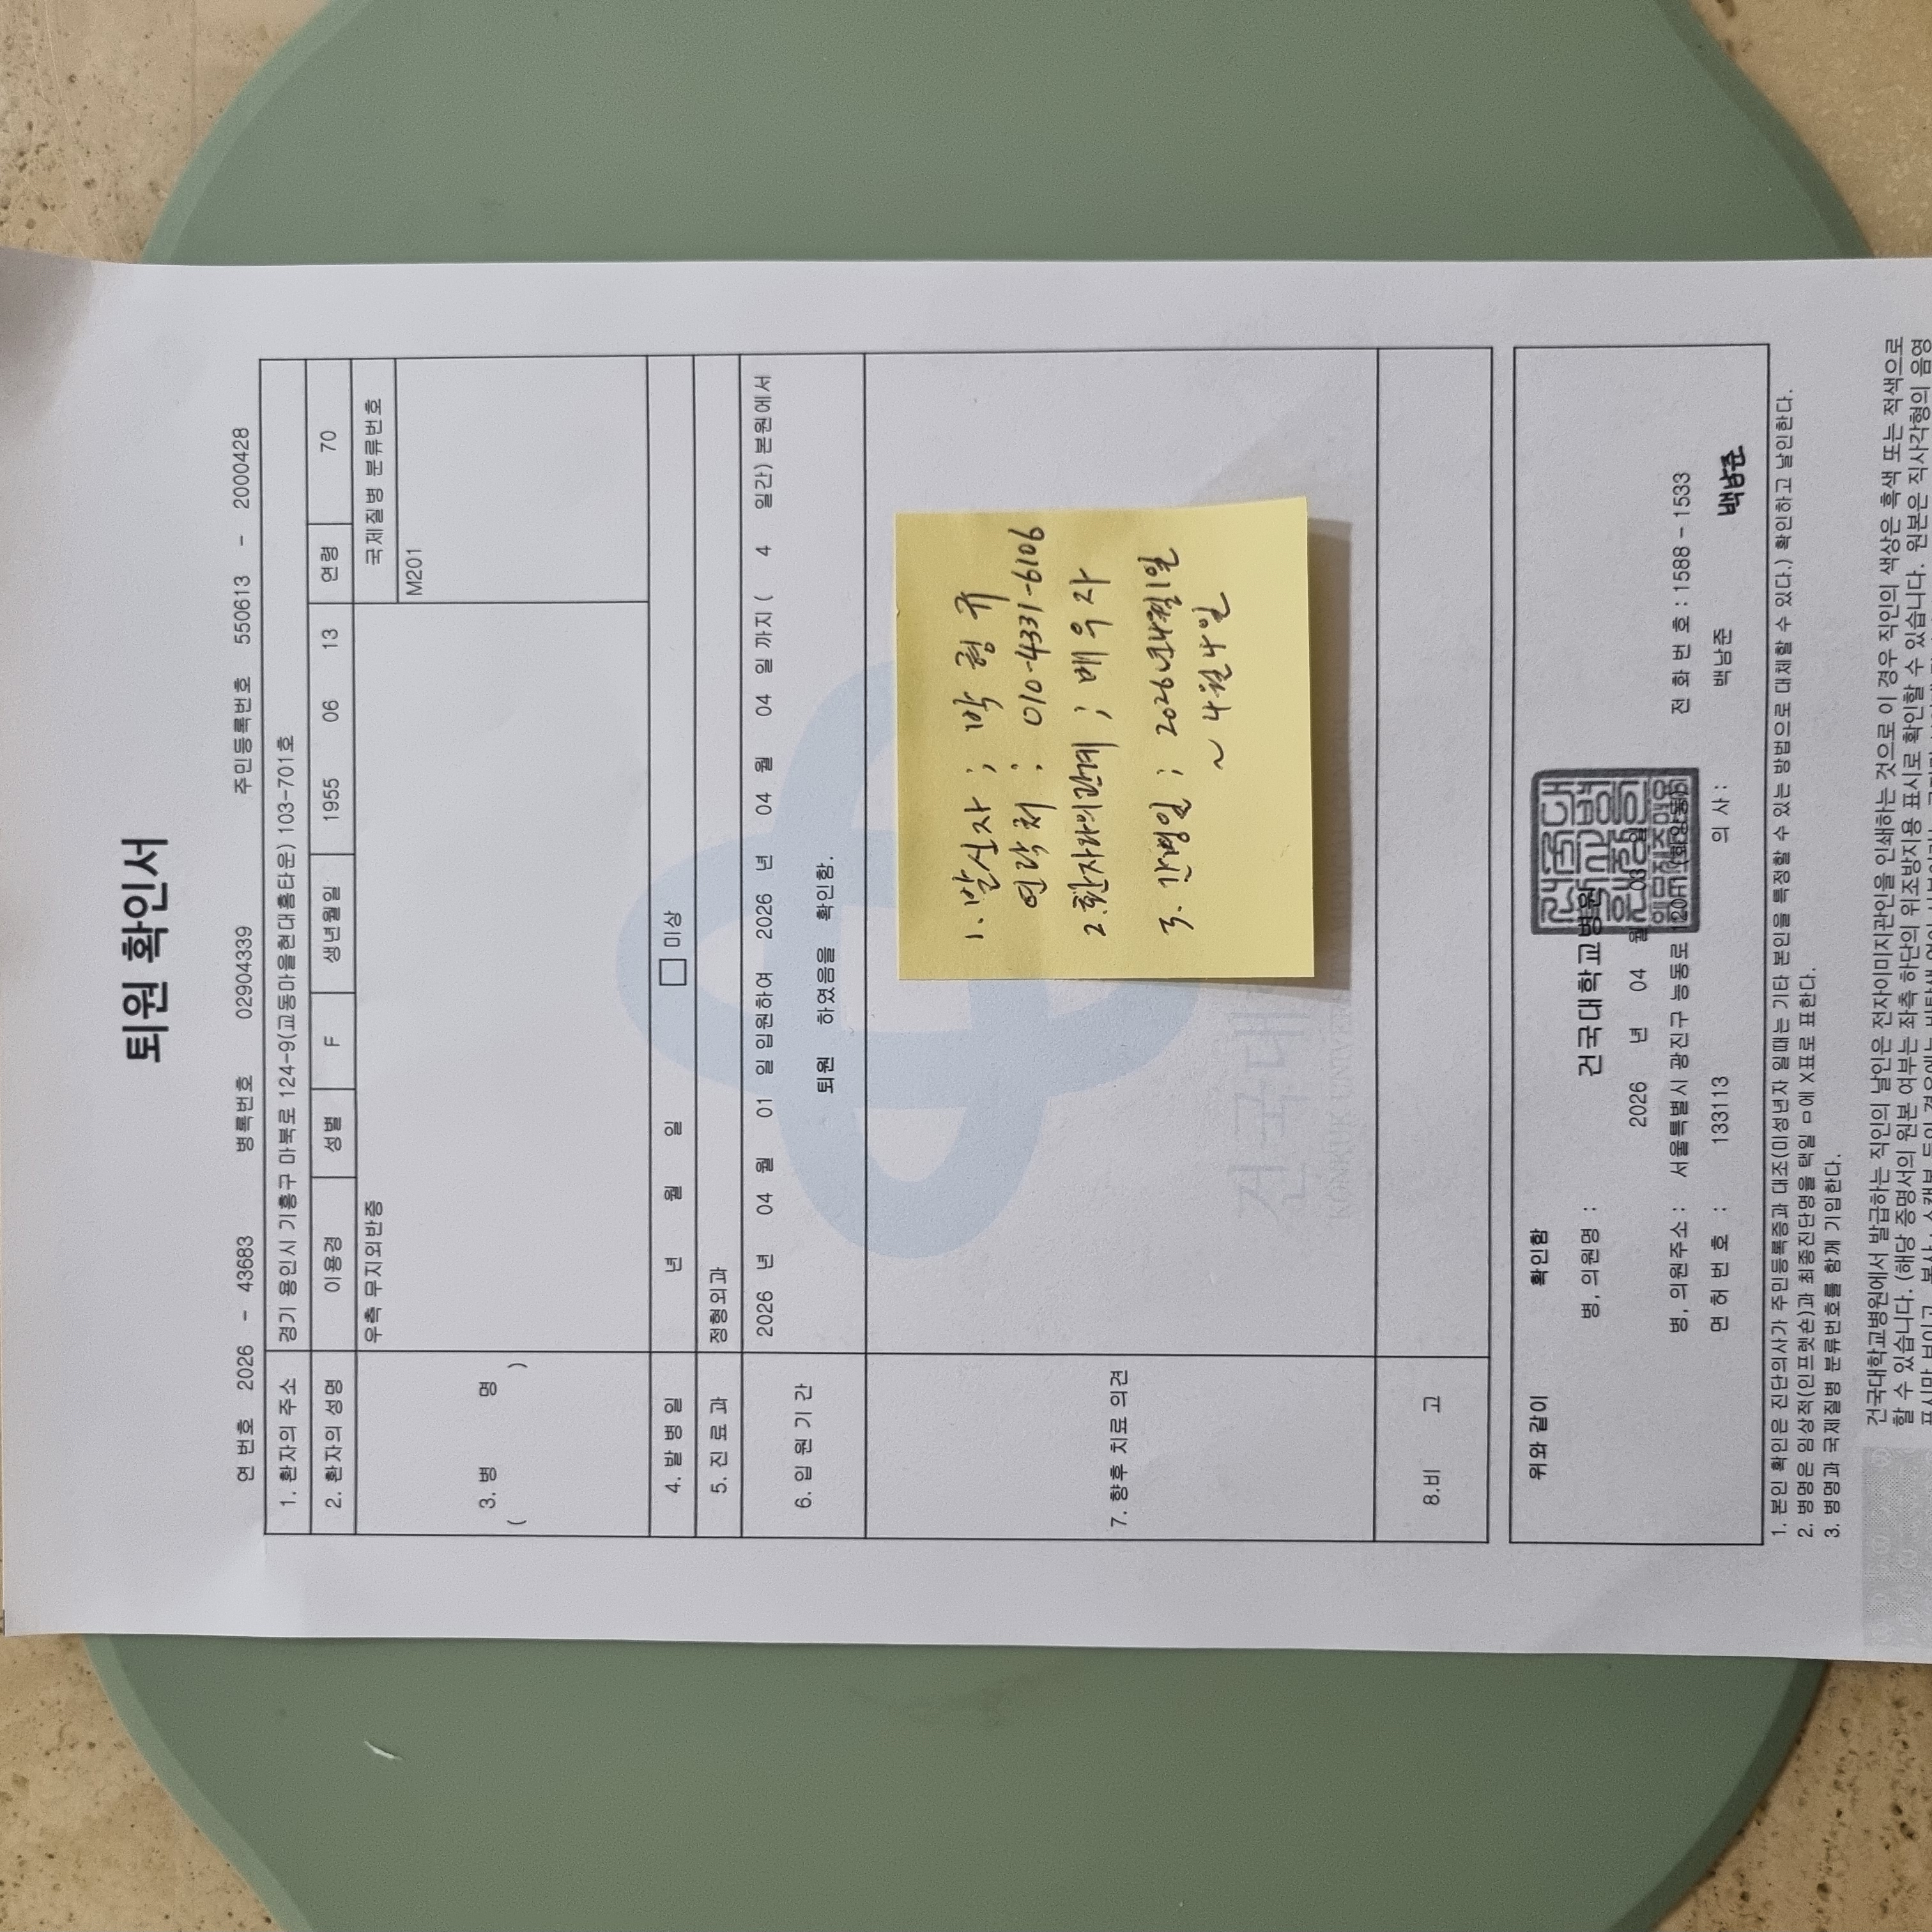 퇴원 확인서
연 번호 2026 - 43683 병록번호 02904339 주민등록번호 550613 - 2000428
1. 환자의 주소 경기 용인시 기흥구 마북로 124-9(교동마을현대홈타운) 103-701호
2. 환자의 성명 이용경 성별 F 생년월일 1955 06 13 연령 70
3. 병 명
( )
우측 무지외반증
국제질병 분류번호
M201
4. 발 병 일 년 월 일 □ 미상
5. 진 료 과 정형외과
6. 입 원 기 간 2026 년 04 월 01 일 입원하여 2026 년 04 월 04 일 까지 ( 4 일간) 본원에서
퇴원 하였음을 확인함.
7. 향후 치료 의견
1. 발신자 ; 박 형 규
연락처 : 010-4331-6106
2. 환자와의관계 ; 배우자
3. 간병일 ; 2026년 4월 1일
~ 4월 4일
건국대
KONKUK UNIVER
8.비 고
위와 같이 확인함
병, 의원명 : 건국대학교병원
2026 년 04 월 03 일
병, 의원주소 : 서울특별시 광진구 능동로 120-1 (화양동) 전 화 번 호 : 1588 - 1533
면 허 번 호 : 133113 의 사 : 백남준 백남준
1. 본인 확인은 진단의사가 주민등록증과 대조(미성년자 일때는 기타 본인을 특정할 수 있는 방법으로 대체할 수 있다.) 확인하고 날인한다.
2. 병명은 임상적(인프렛숀)과 최종진단명을 택일 ㅁ에 X표로 표한다.
3. 병명과 국제질병 분류번호를 함께 기입한다.
건국대학교병원에서 발급하는 직인의 날인은 전자이미지관인을 인쇄하는 것으로 이 경우 직인의 색상은 흑색 또는 적색으로
할 수 있습니다. (해당 증명서의 원본 여부는 좌측 하단의 위조방지용 표시로 확인할 수 있습니다. 원본은 직사각형의 음영